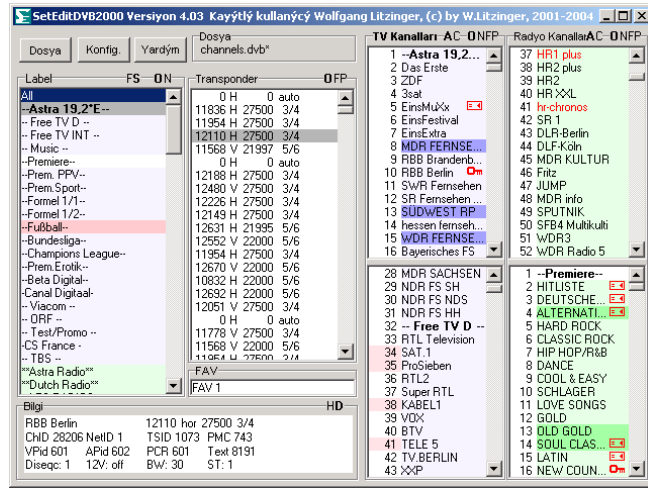 SetEditDVB2000 Versiyon 4.03 Kayýtlý kullanýcý Wolfgang Litzinger, (c) by W.Litzinger, 2001-2004
Dosya
Konfig.
Yardým
Dosya
channels.dvb*
Label FS--ON
All
--Astra 19,2°E--
-- Free TV D --
-- Free TV INT --
-- Music --
--Premiere--
--Prem. PPV--
--Prem.Sport--
--Formel 1/1--
--Formel 1/2--
--Fußball--
--Bundesliga--
--Champions League--
--Prem.Erotik--
--Beta Digital--
-Canal Digitaal-
-- Viacom --
-- ORF --
-- Test/Promo --
-CS France -
-- TBS --
**Astra Radio**
**Dutch Radio**
Transponder OFP
0 H 0 auto
11836 H 27500 3/4
11954 H 27500 3/4
12110 H 27500 3/4
11568 V 21997 5/6
0 H 0 auto
12188 H 27500 3/4
12480 V 27500 3/4
12226 H 27500 3/4
12149 H 27500 3/4
12631 H 21995 5/6
12552 V 22000 5/6
11954 H 27500 3/4
12670 V 22000 5/6
10832 H 22000 5/6
12692 H 22000 5/6
12051 V 27500 3/4
0 H 0 auto
11778 V 27500 3/4
11568 V 22000 5/6
11954 H 27500 3/4
FAV
FAV 1
Bilgi HD-
RBB Berlin 12110 hor 27500 3/4
ChID 28206 NetID 1 TSID 1073 PMC 743
VPid 601 APid 602 PCR 601 Text 8191
Diseqc: 1 12V: off BW: 30 ST: 1
TV Kanalları AC-ONFP
1 --Astra 19,2...
2 Das Erste
3 ZDF
4 3sat
5 EinsMuXx
6 EinsFestival
7 EinsExtra
8 MDR FERNSE...
9 RBB Brandenb...
10 RBB Berlin
11 SWR Fernsehen
12 SR Fernsehen
13 SÜDWEST RP
14 hessen fernseh...
15 WDR FERNSE...
16 Bayerisches FS
28 MDR SACHSEN
29 NDR FS SH
30 NDR FS NDS
31 NDR FS HH
32 -- Free TV D --
33 RTL Television
34 SAT.1
35 ProSieben
36 RTL2
37 Super RTL
38 KABEL1
39 VOX
40 BTV
41 TELE 5
42 TV.BERLIN
43 XXP
Radyo KanallarAC-ONFP
37 HR1 plus
38 HR2 plus
39 HR2
40 HR XXL
41 hr-chronos
42 SR 1
43 DLR-Berlin
44 DLF-Köln
45 MDR KULTUR
46 Fritz
47 JUMP
48 MDR info
49 SPUTNIK
50 SFB4 Multikulti
51 WDR3
52 WDR Radio 5
1 --Premiere--
2 HITLISTE
3 DEUTSCHE...
4 ALTERNATI...
5 HARD ROCK
6 CLASSIC ROCK
7 HIP HOP/R&B
8 DANCE
9 COOL & EASY
10 SCHLAGER
11 LOVE SONGS
12 GOLD
13 OLD GOLD
14 SOUL CLAS...
15 LATIN
16 NEW COUN...